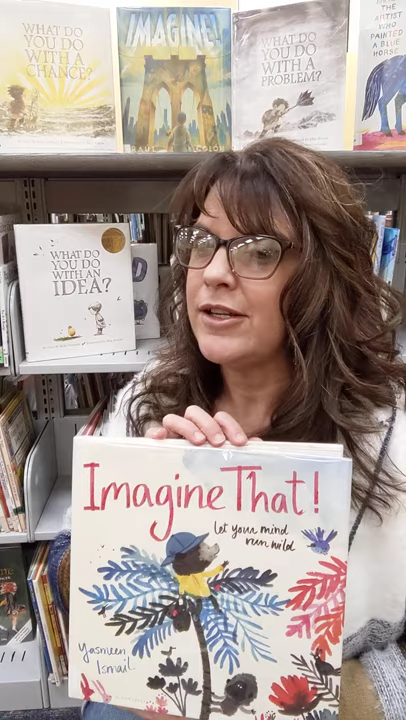 WHAT DO
YOU DO
WITH A
CHANCE?
IMAGINE!
WHAT DO
YOU DO
WITH A
PROBLEM?
THE
ARTIST
WHO
PAINTED
A BLUE
HORSE
WHAT DO
YOU DO
WITH AN
IDEA?
Imagine That!
let your mind
run wild
Yasmeen
Ismail